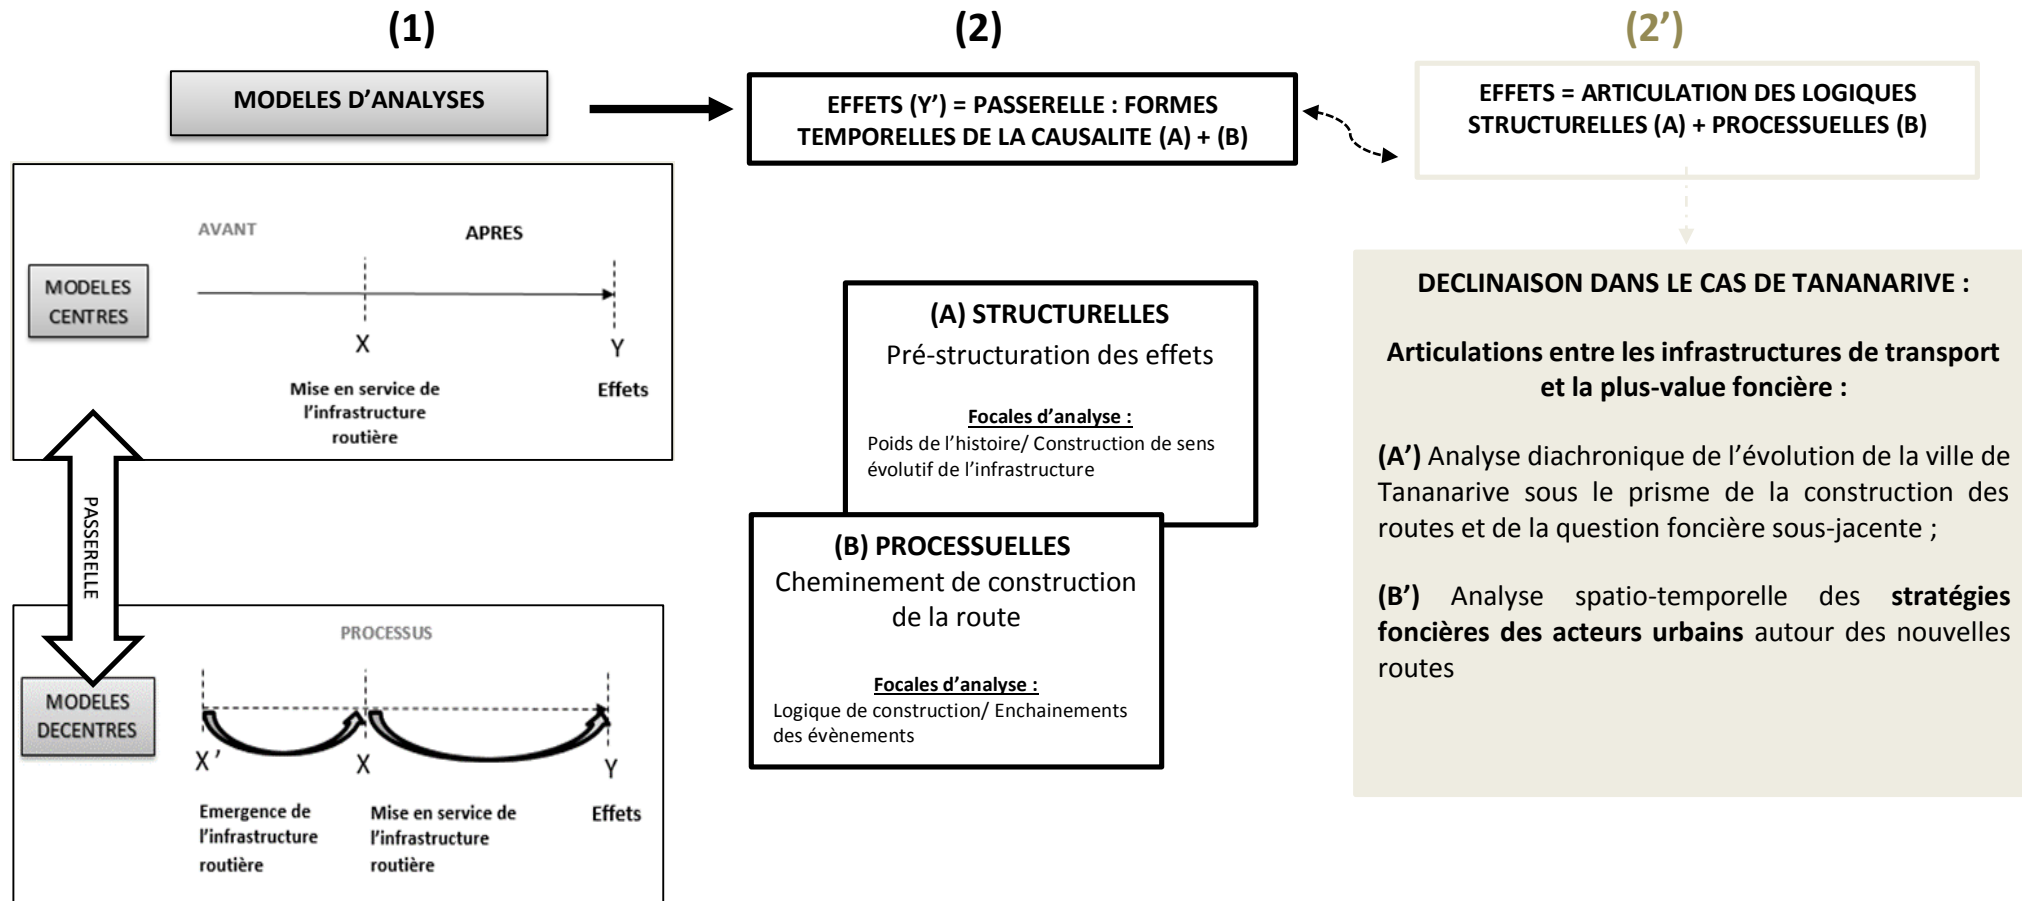 (1)
MODELES D'ANALYSES
AVANT
APRES
MODELES
CENTRES
X
Y
Mise en service de
l'infrastructure
routière
Effets
PASSERELLE
PROCESSUS
MODELES
DECENTRES
X'
X
Y
Emergence de
l'infrastructure
routière
Mise en service de
l'infrastructure
routière
Effets
(2)
EFFETS (Y') = PASSERELLE : FORMES
TEMPORELLES DE LA CAUSALITE (A) + (B)
(A) STRUCTURELLES
Pré-structuration des effets
Focales d'analyse :
Poids de l'histoire/ Construction de sens
évolutif de l'infrastructure
(B) PROCESSUELLES
Cheminement de construction
de la route
Focales d'analyse :
Logique de construction/ Enchainements
des évènements
(2')
EFFETS = ARTICULATION DES LOGIQUES
STRUCTURELLES (A) + PROCESSUELLES (B)
DECLINAISON DANS LE CAS DE TANANARIVE :
Articulations entre les infrastructures de transport
et la plus-value foncière :
(A') Analyse diachronique de l'évolution de la ville de
Tananarive sous le prisme de la construction des
routes et de la question foncière sous-jacente ;
(B') Analyse spatio-temporelle des stratégies
foncières des acteurs urbains autour des nouvelles
routes